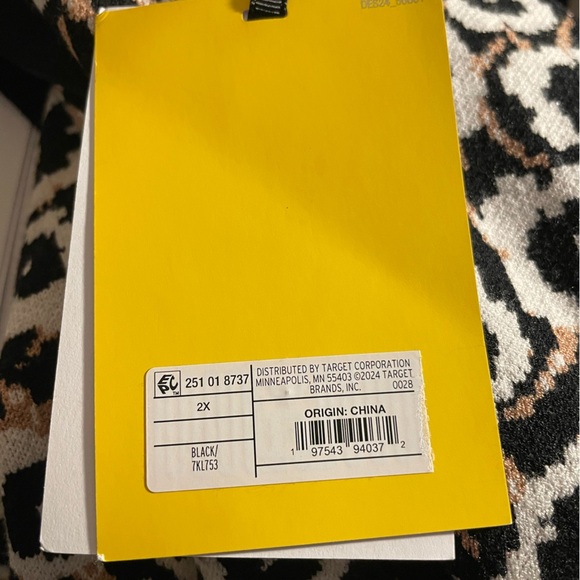 251 01 8737
2X
BLACK/
7KL753
DISTRIBUTED BY TARGET CORPORATION
MINNEAPOLIS, MN 55403 ©2024 TARGET
BRANDS, INC. 0028
ORIGIN: CHINA
1 97543 94037 2